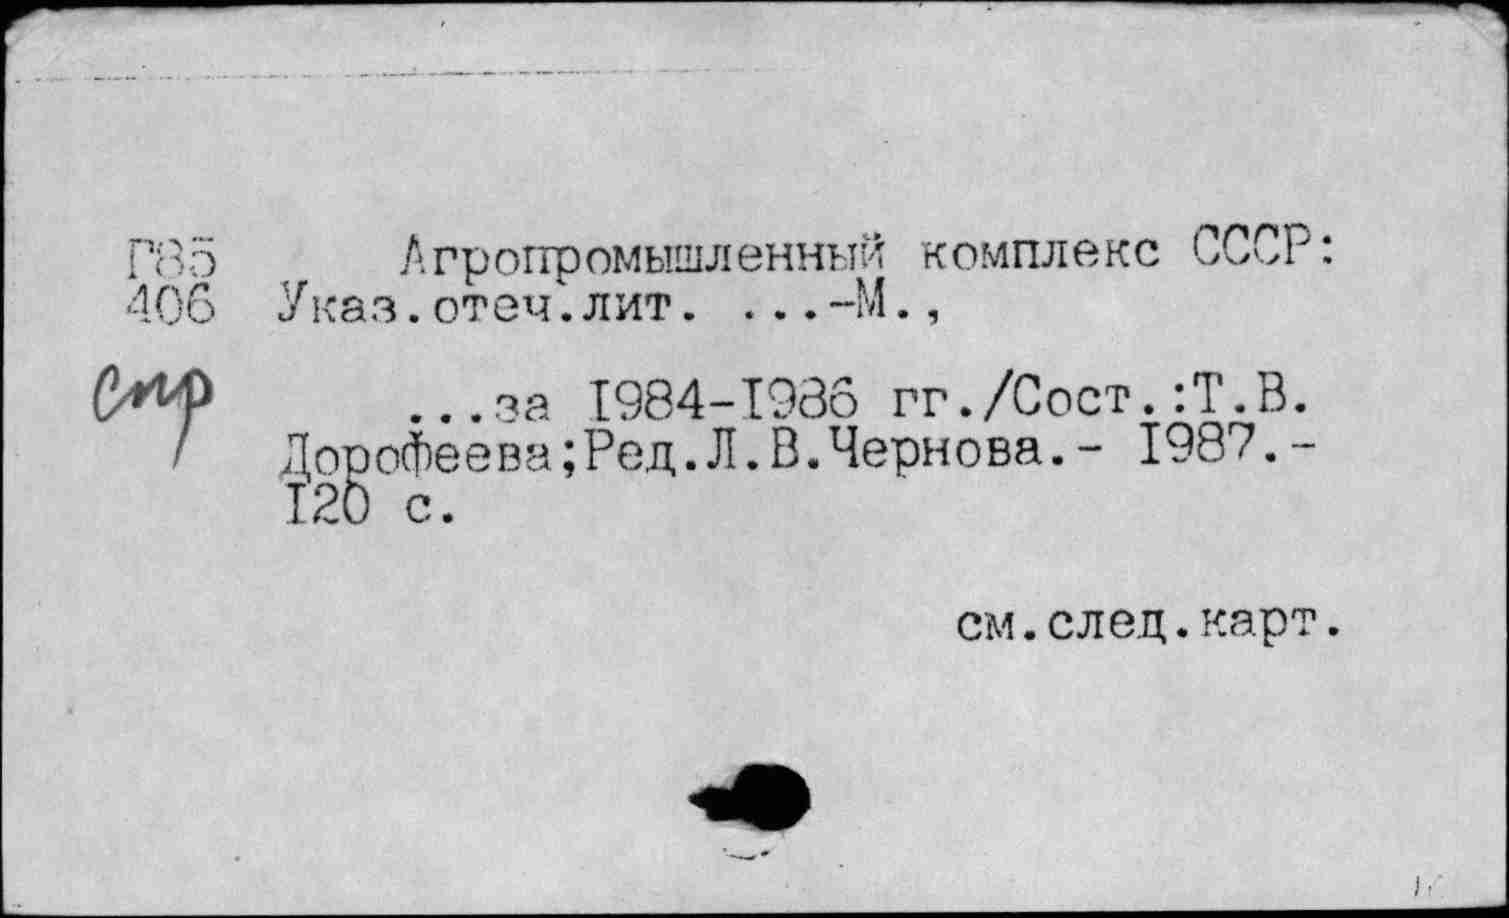 Г85 Агропромышленный комплекс СССР:
406 Указ.отеч.лит. ...-М.,
спр ...за I984-I986 гг./Сост.:Т.В.
Дорофеева;Ред.Л.В.Чернова.- I987.-
I20 с.
см.след.карт.